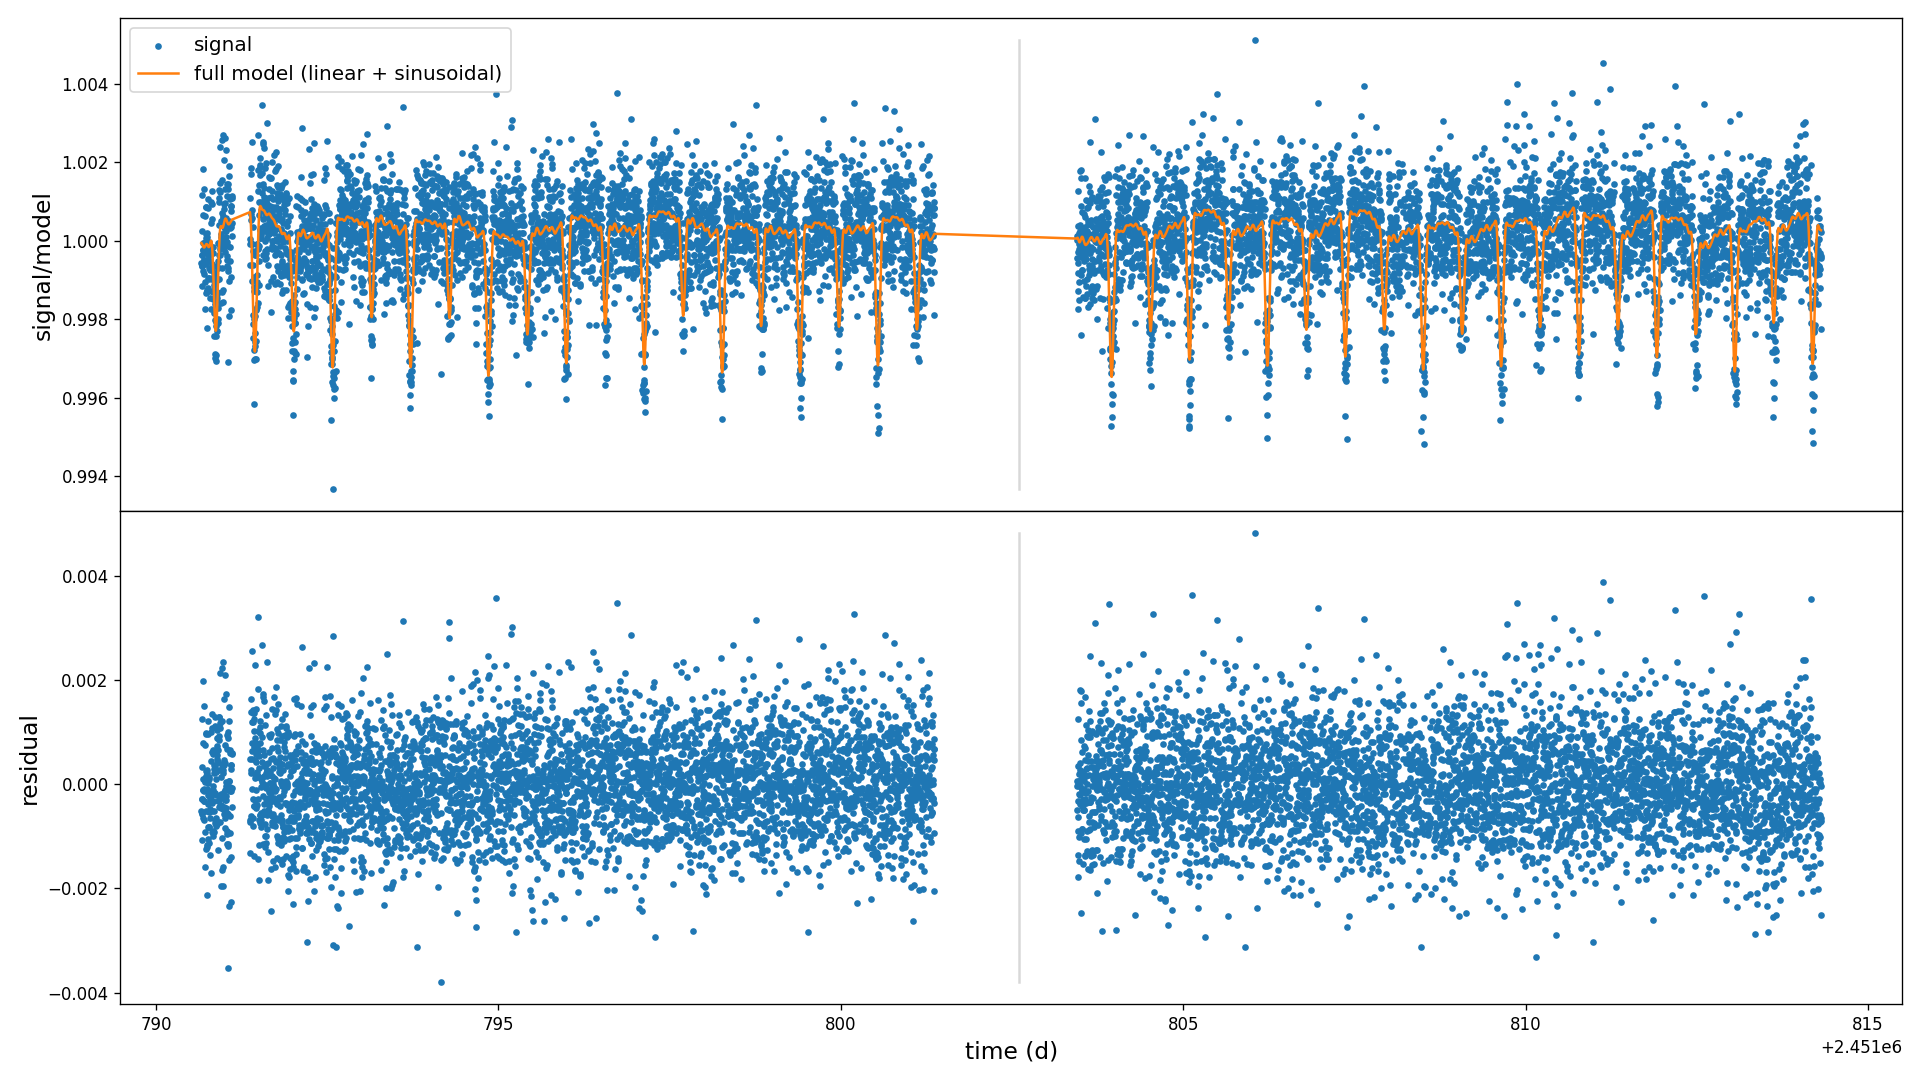 signal
full model (linear + sinusoidal)
signal/model
1.004
1.002
1.000
0.998
0.996
0.994
residual
0.004
0.002
0.000
−0.002
−0.004
790
795
800
805
810
815
+2.451e6
time (d)